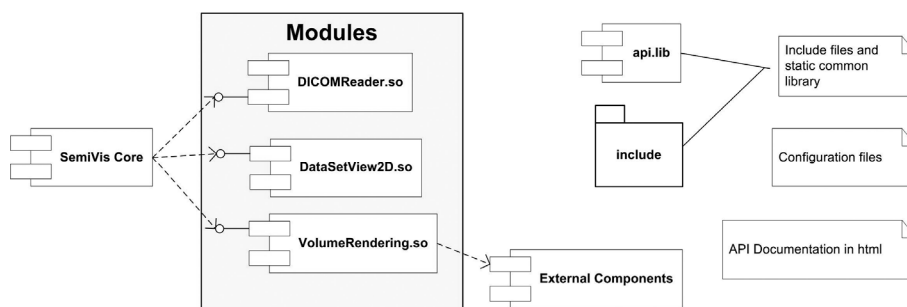 Modules
DICOMReader.so
SemiVis Core
DataSetView2D.so
VolumeRendering.so
External Components
api.lib
include
Include files and
static common
library
Configuration files
API Documentation in html